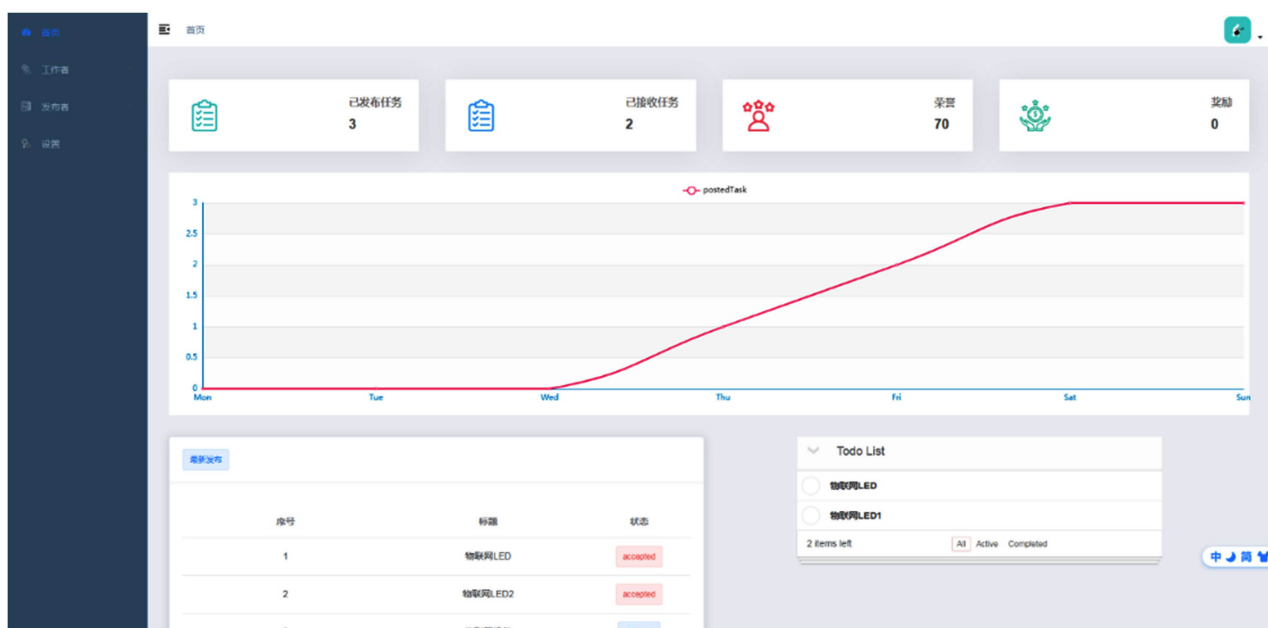 首页
工作者
发布者
设置
首页
已发布任务
3
已接收任务
2
荣誉
70
奖励
0
postedTask
3
2.5
2
1.5
1
0.5
0
Mon Tue Wed Thu Fri Sat Sun
最新发布
序号 标题 状态
1 物联网LED accepted
2 物联网LED2 accepted
Todo List
物联网LED
物联网LED1
2 items left All Active Completed
中 简